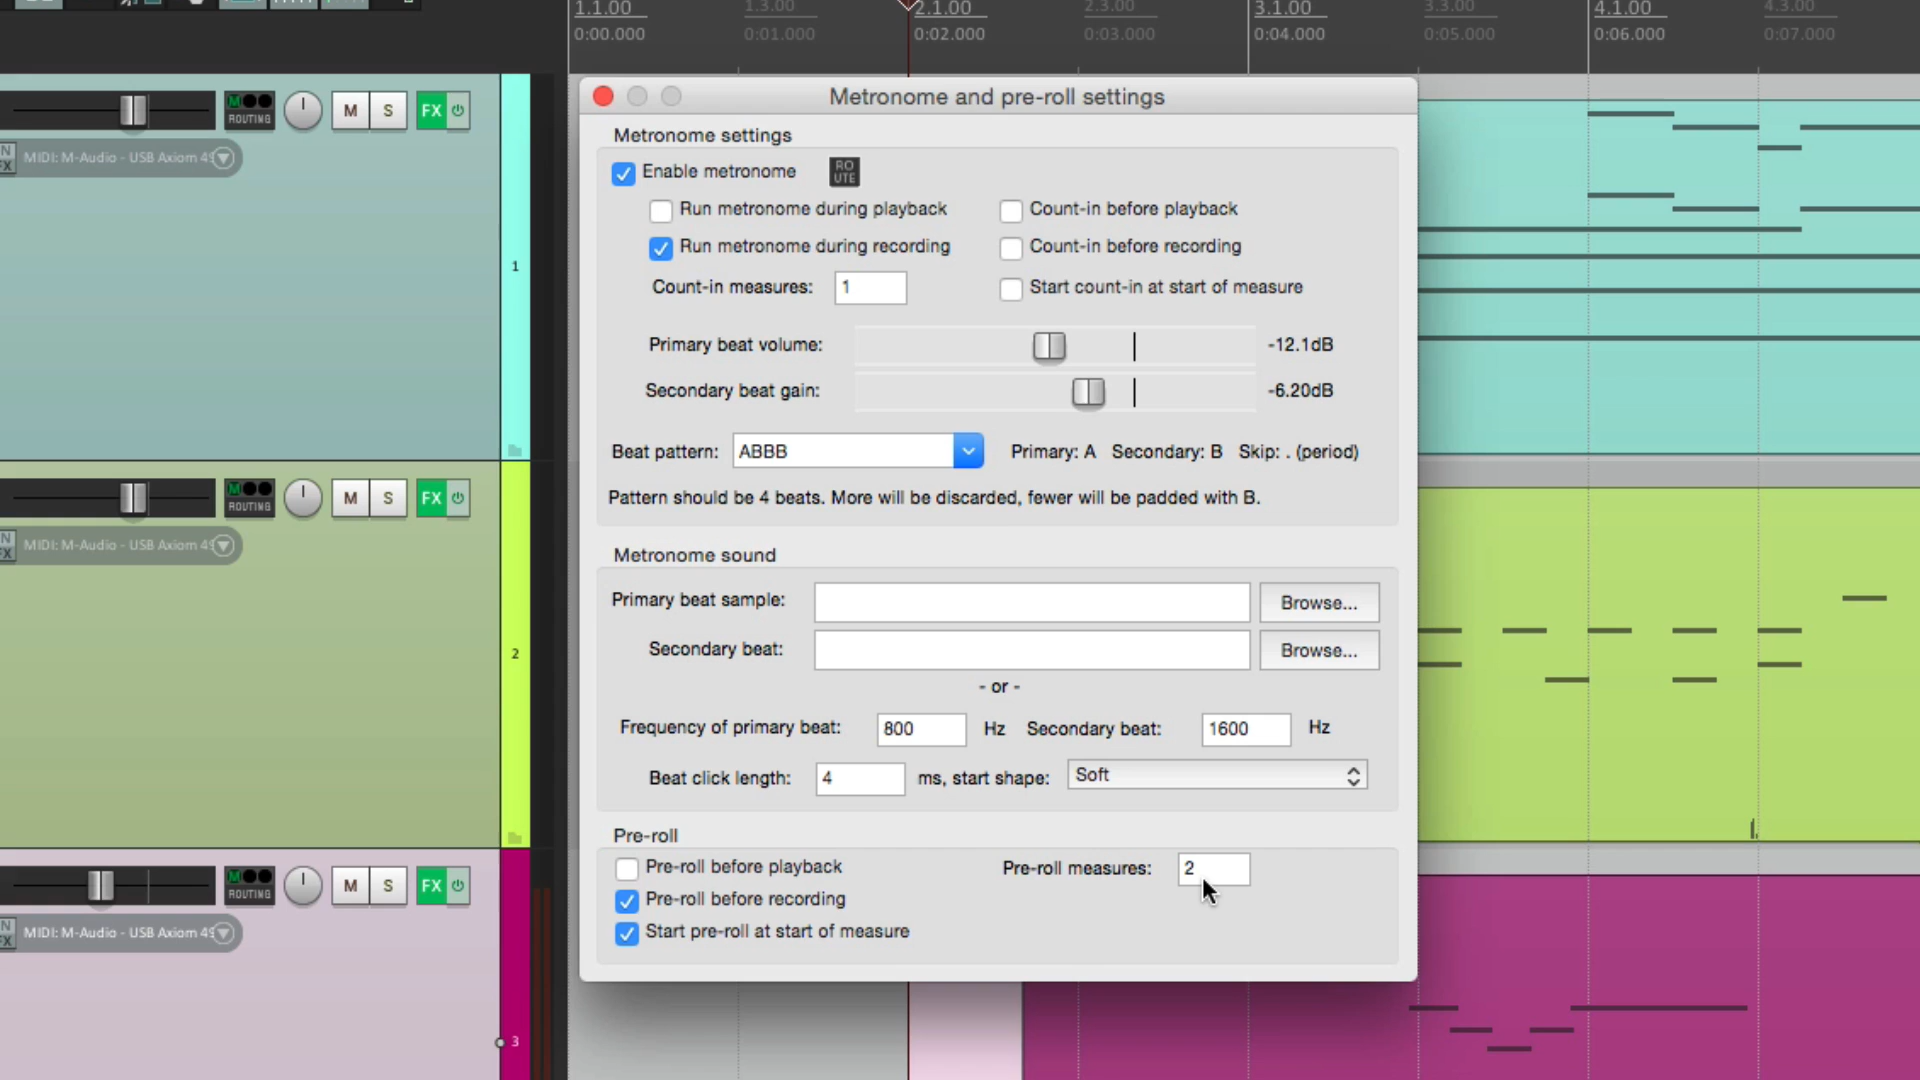 1.1.00 1.3.00 2.1.00 2.3.00 3.1.00 3.3.00 4.1.00 4.3.00
0:00.000 0:01.000 0:02.000 0:03.000 0:04.000 0:05.000 0:06.000 0:07.000
Metronome and pre-roll settings
Metronome settings
Enable metronome
RO
UTE
Run metronome during playback Count-in before playback
Run metronome during recording Count-in before recording
Count-in measures: 1 Start count-in at start of measure
Primary beat volume: -12.1dB
Secondary beat gain: -6.20dB
Beat pattern: ABBB Primary: A Secondary: B Skip: . (period)
Pattern should be 4 beats. More will be discarded, fewer will be padded with B.
Metronome sound
Primary beat sample: Browse...
Secondary beat: Browse...
- or -
Frequency of primary beat: 800 Hz Secondary beat: 1600 Hz
Beat click length: 4 ms, start shape: Soft
Pre-roll
Pre-roll before playback Pre-roll measures: 2
Pre-roll before recording
Start pre-roll at start of measure
M
ROUTING M S FX
N
FX MIDI: M-Audio - USB Axiom 49
1
M
ROUTING M S FX
N
FX MIDI: M-Audio - USB Axiom 49
2
M
ROUTING M S FX
N
FX MIDI: M-Audio - USB Axiom 49
3